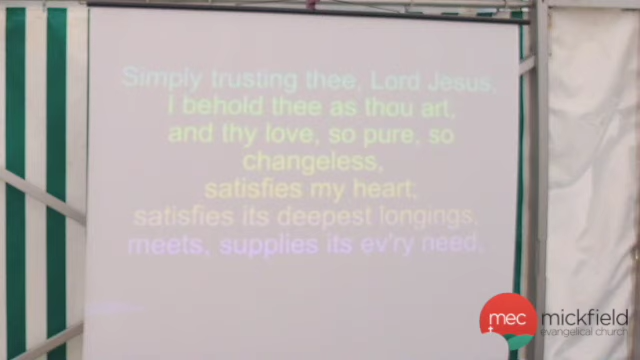 Simply trusting thee, Lord Jesus,
I behold thee as thou art,
and thy love, so pure, so
changeless,
satisfies my heart;
satisfies its deepest longings,
meets, supplies its ev'ry need,
mec mickfield
evangelical church